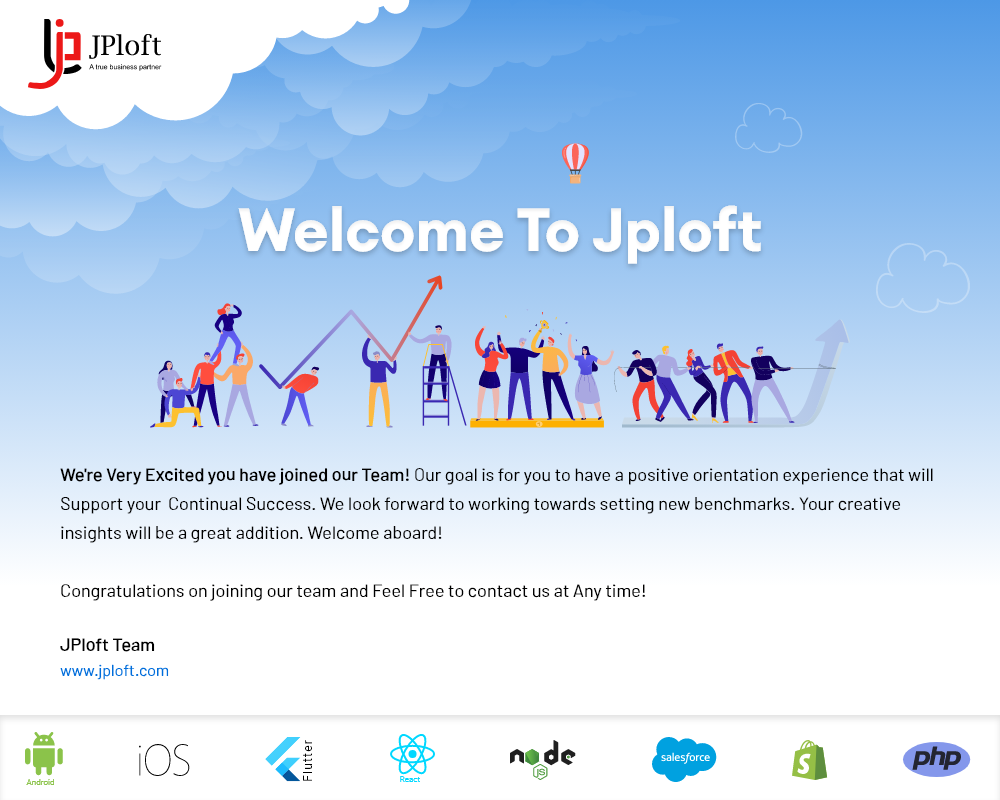 JPloft
A true business partner
Welcome To Jploft
We're Very Excited you have joined our Team! Our goal is for you to have a positive orientation experience that will
Support your  Continual Success. We look forward to working towards setting new benchmarks. Your creative
insights will be a great addition. Welcome aboard!
Congratulations on joining our team and Feel Free to contact us at Any time!
JPloft Team
www.jploft.com
Android
iOS
Flutter
React
node
JS
salesforce
S
php